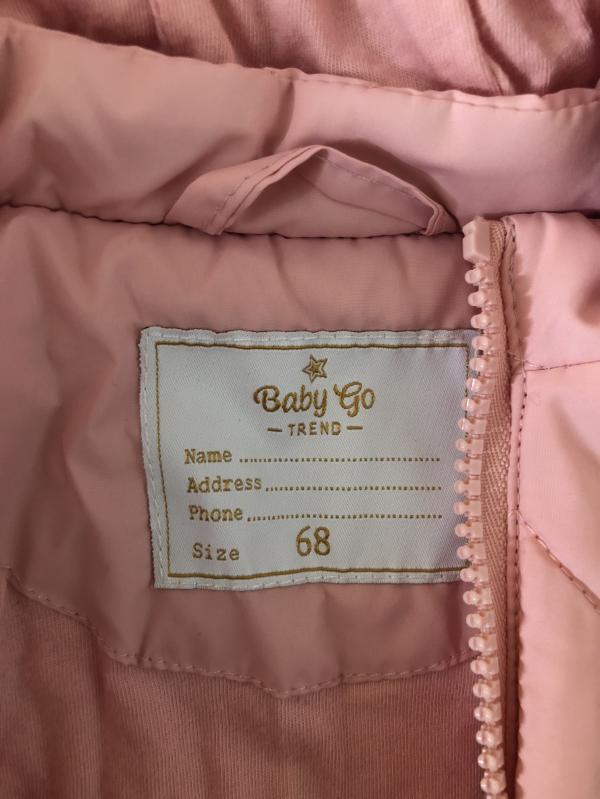 Baby Go
– TREND –
Name ........................................
Address....................................
Phone.......................................
Size 68